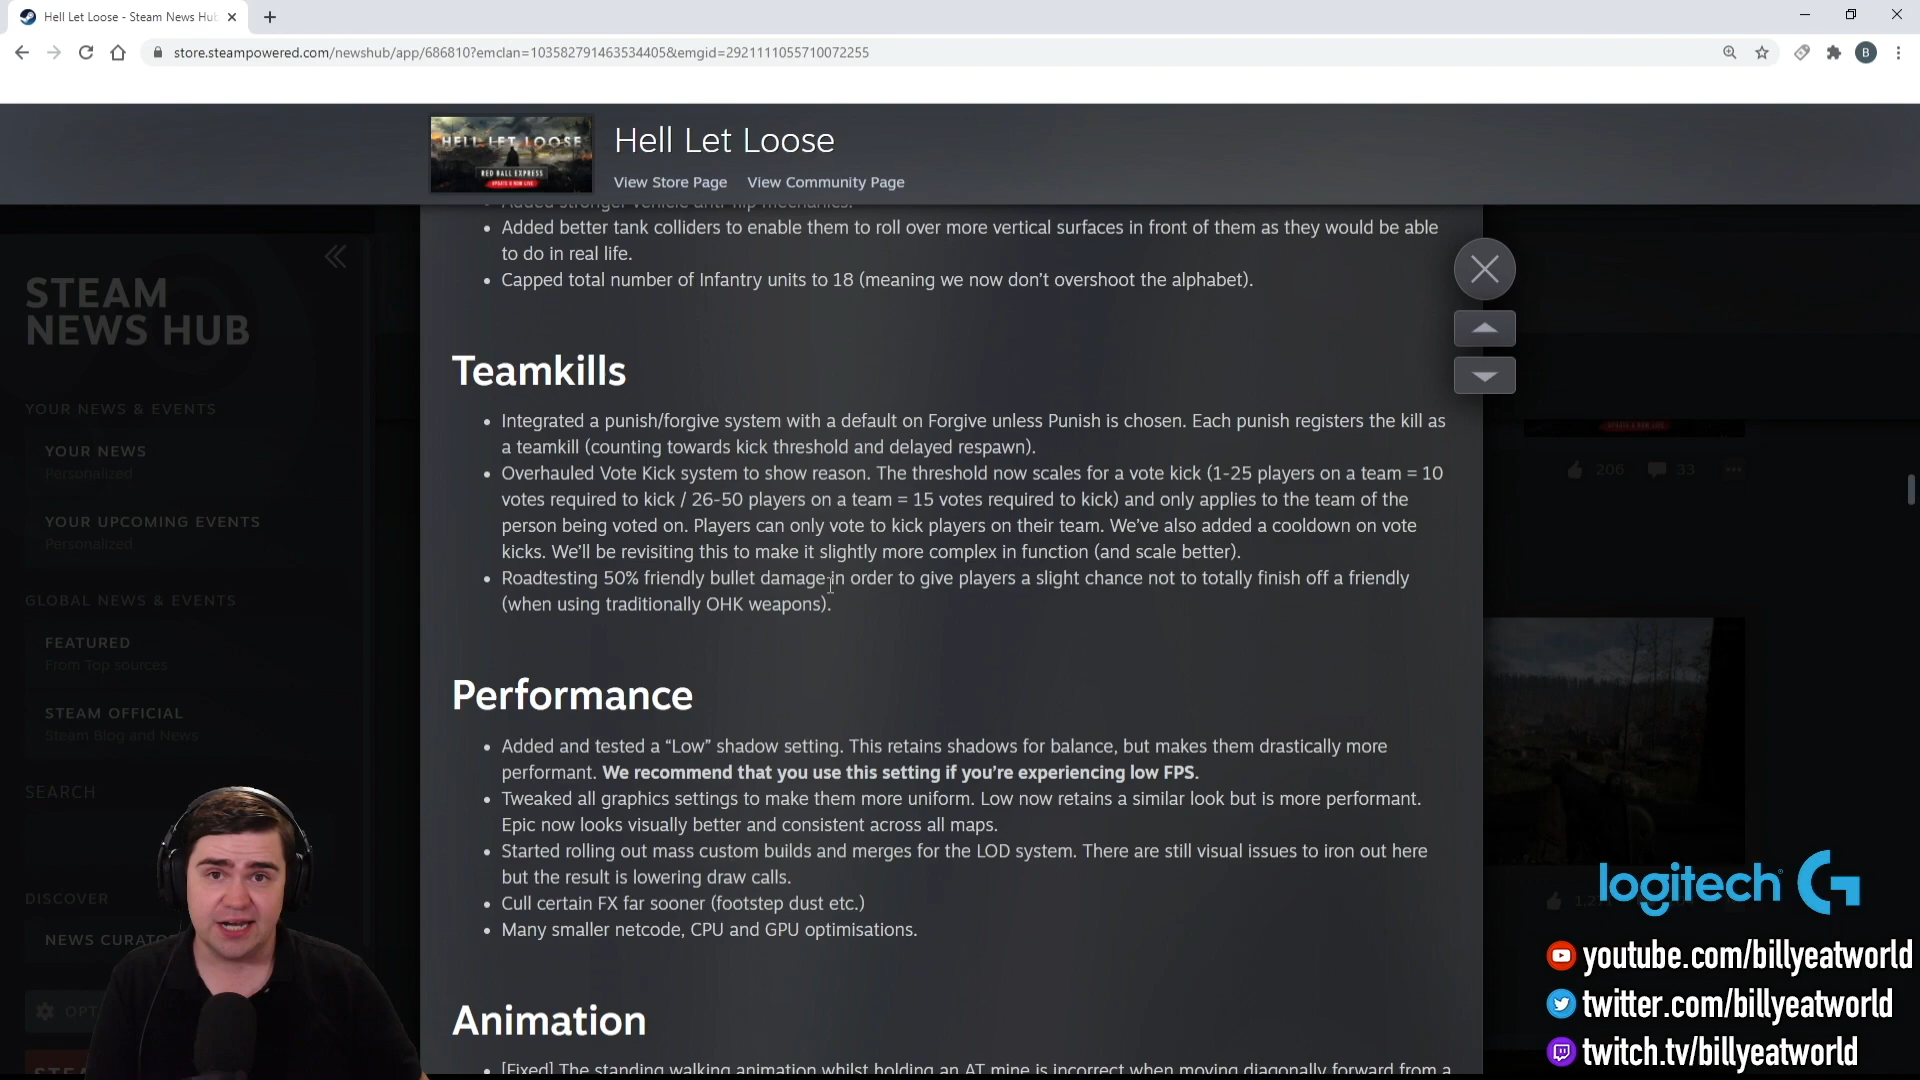 Hell Let Loose - Steam News Hub
store.steampowered.com/newshub/app/686810?emclan=103582791463534405&emgid=2921111055710072255
B
HELL LET LOOSE
RED BALL EXPRESS
UPDATE 8 NOW LIVE
Hell Let Loose
View Store Page View Community Page
STEAM
NEWS HUB
YOUR NEWS & EVENTS
YOUR NEWS
Personalized
YOUR UPCOMING EVENTS
Personalized
GLOBAL NEWS & EVENTS
FEATURED
From Top sources
STEAM OFFICIAL
Steam Blog and News
SEARCH
DISCOVER
NEWS CURATO
OPT
Added stronger vehicle anti-flip mechanics.
• Added better tank colliders to enable them to roll over more vertical surfaces in front of them as they would be able
to do in real life.
• Capped total number of Infantry units to 18 (meaning we now don’t overshoot the alphabet).
Teamkills
• Integrated a punish/forgive system with a default on Forgive unless Punish is chosen. Each punish registers the kill as
a teamkill (counting towards kick threshold and delayed respawn).
• Overhauled Vote Kick system to show reason. The threshold now scales for a vote kick (1-25 players on a team = 10
votes required to kick / 26-50 players on a team = 15 votes required to kick) and only applies to the team of the
person being voted on. Players can only vote to kick players on their team. We’ve also added a cooldown on vote
kicks. We’ll be revisiting this to make it slightly more complex in function (and scale better).
• Roadtesting 50% friendly bullet damage in order to give players a slight chance not to totally finish off a friendly
(when using traditionally OHK weapons).
Performance
• Added and tested a “Low” shadow setting. This retains shadows for balance, but makes them drastically more
performant. We recommend that you use this setting if you’re experiencing low FPS.
• Tweaked all graphics settings to make them more uniform. Low now retains a similar look but is more performant.
Epic now looks visually better and consistent across all maps.
• Started rolling out mass custom builds and merges for the LOD system. There are still visual issues to iron out here
but the result is lowering draw calls.
• Cull certain FX far sooner (footstep dust etc.)
• Many smaller netcode, CPU and GPU optimisations.
Animation
• [Fixed] The standing walking animation whilst holding an AT mine is incorrect when moving diagonally forward from a
206 33
logitech G
youtube.com/billyeatworld
twitter.com/billyeatworld
twitch.tv/billyeatworld